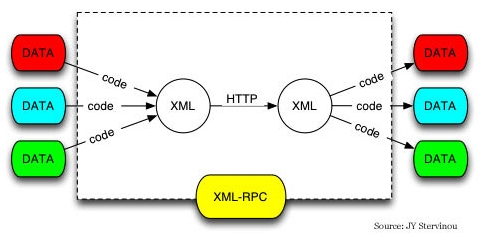 DATA
DATA
DATA
code
code
code
XML
HTTP
XML
code
code
code
DATA
DATA
DATA
XML-RPC
Source: JY Stervinou